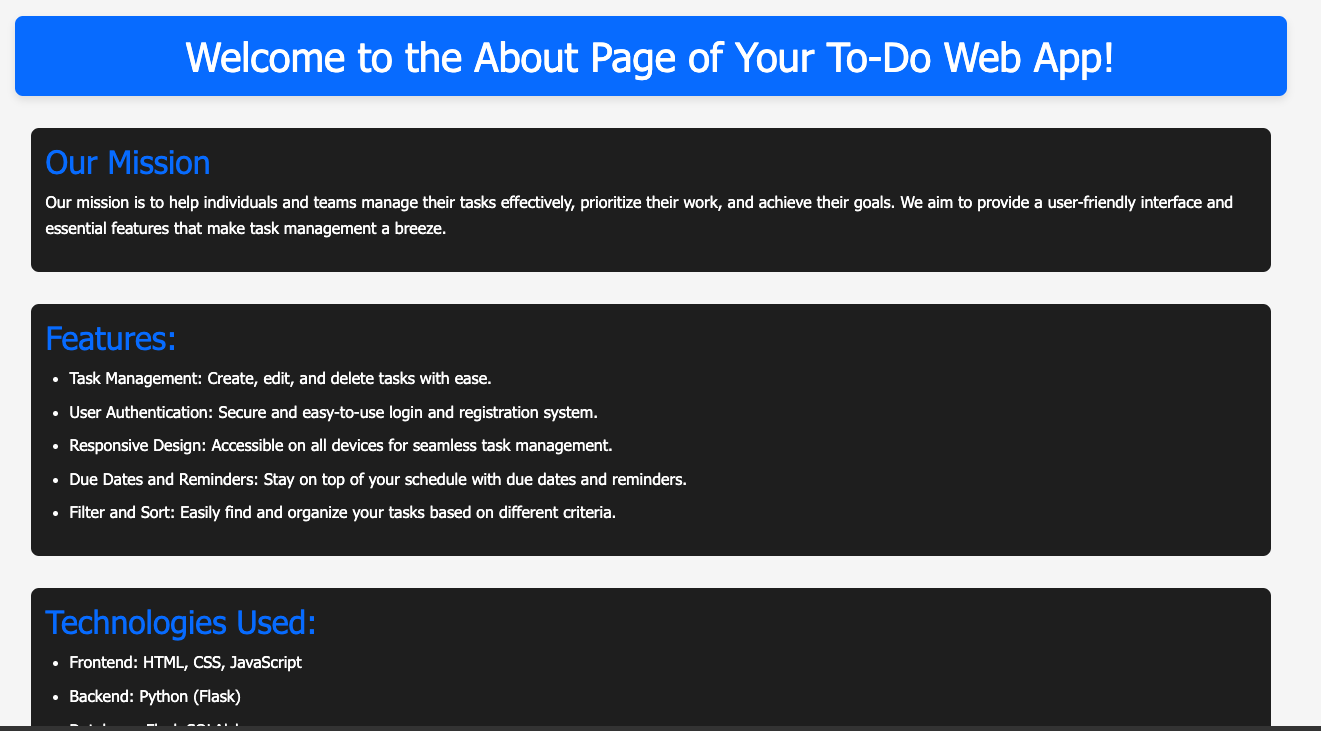 Welcome to the About Page of Your To-Do Web App!
Our Mission
Our mission is to help individuals and teams manage their tasks effectively, prioritize their work, and achieve their goals. We aim to provide a user-friendly interface and
essential features that make task management a breeze.
Features:
• Task Management: Create, edit, and delete tasks with ease.
• User Authentication: Secure and easy-to-use login and registration system.
• Responsive Design: Accessible on all devices for seamless task management.
• Due Dates and Reminders: Stay on top of your schedule with due dates and reminders.
• Filter and Sort: Easily find and organize your tasks based on different criteria.
Technologies Used:
• Frontend: HTML, CSS, JavaScript
• Backend: Python (Flask)